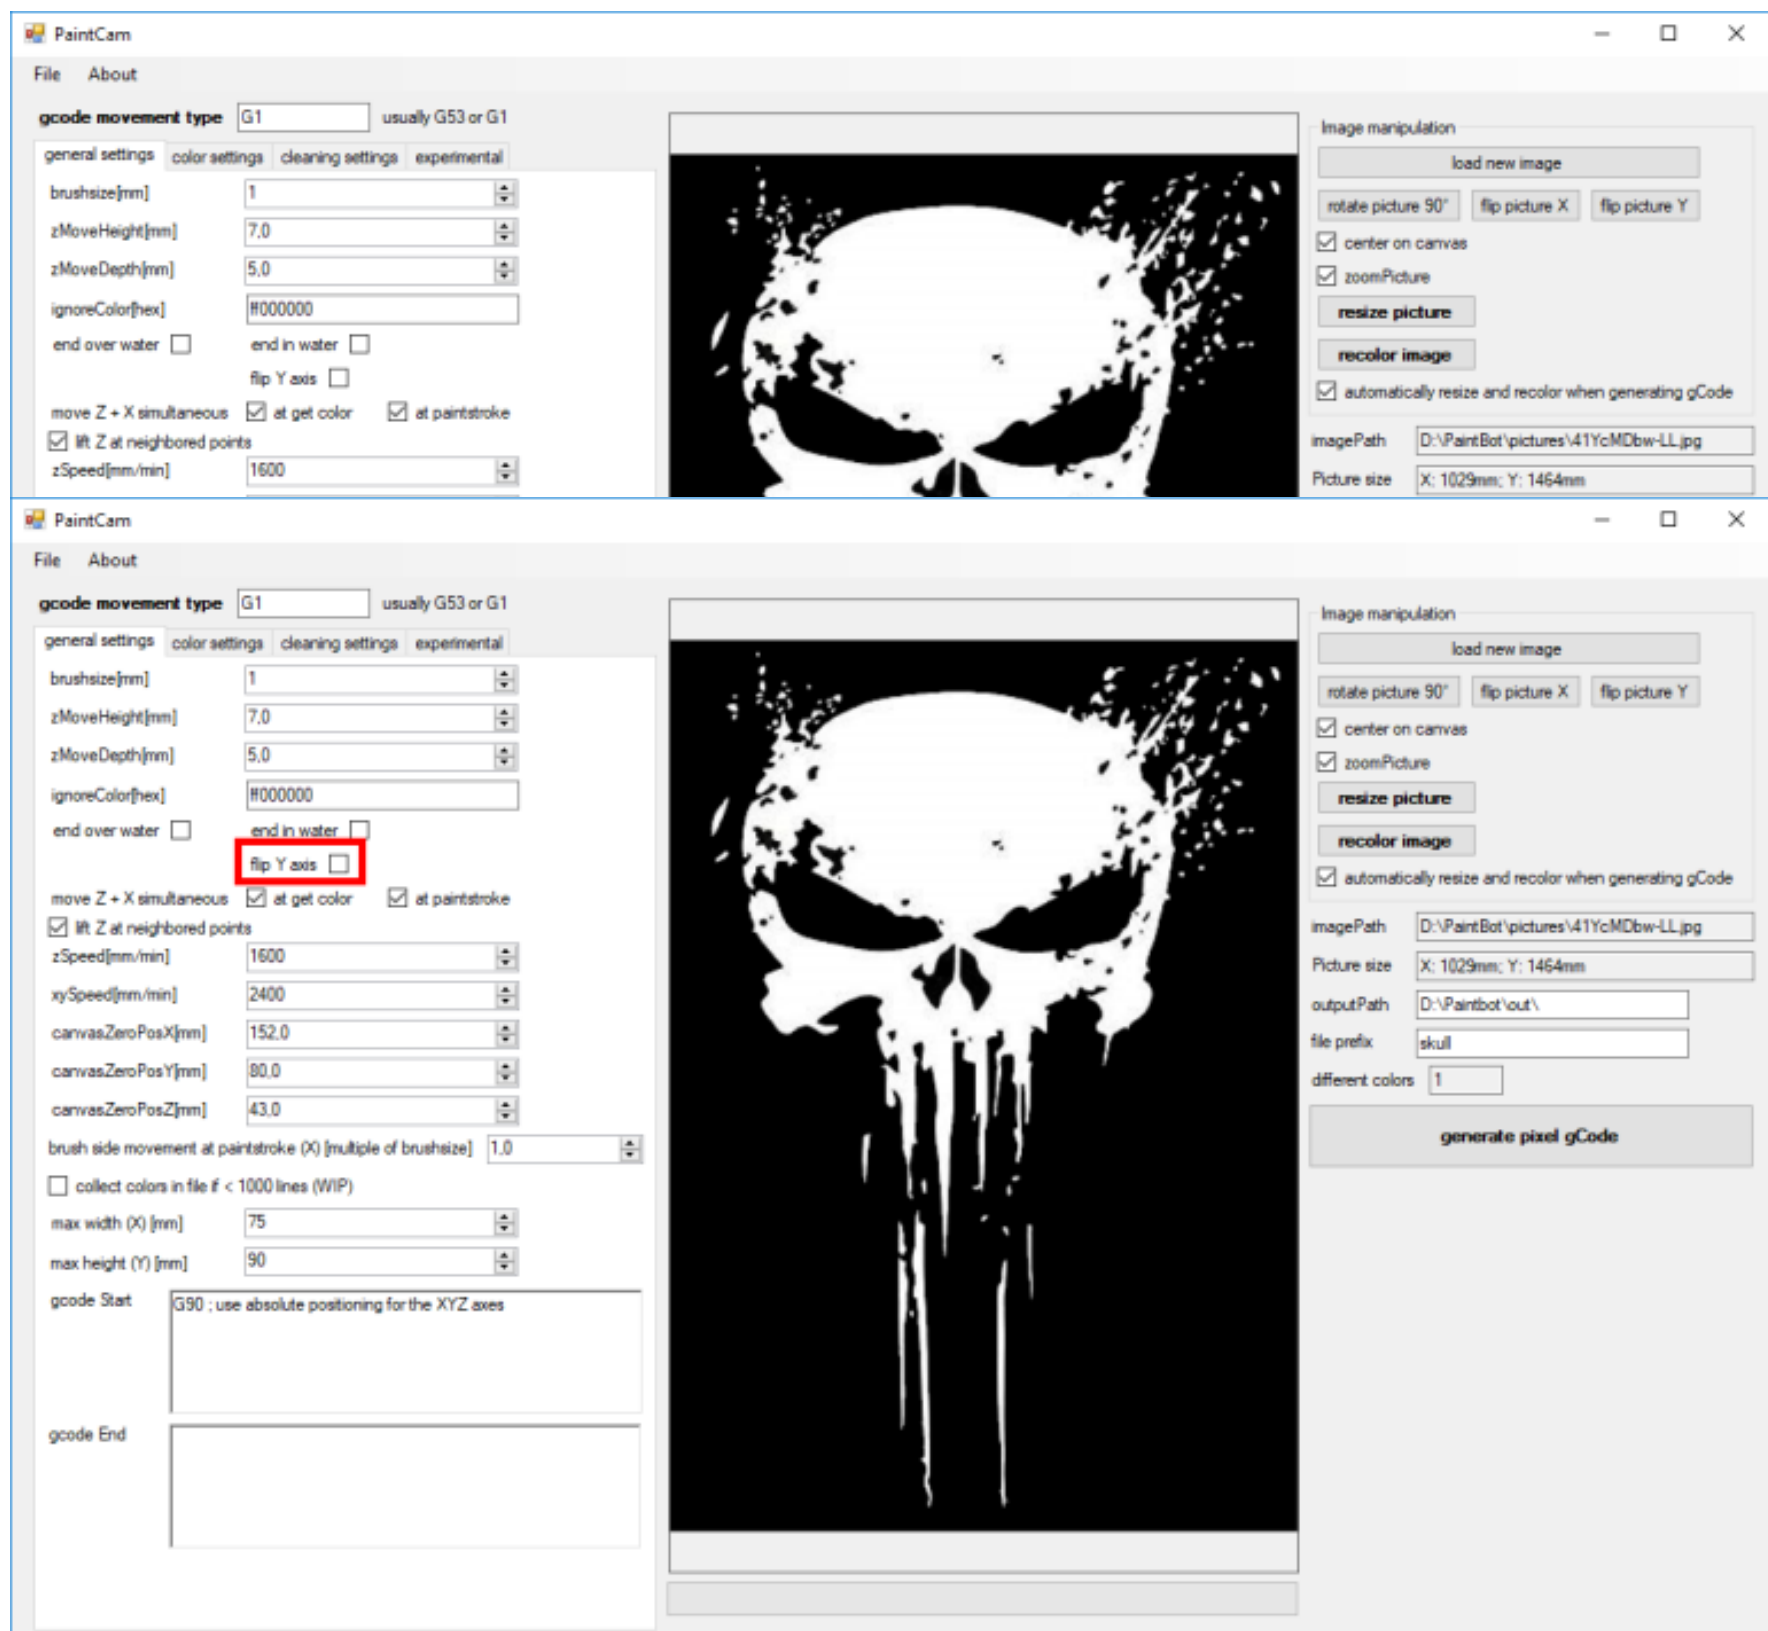 PaintCam
File About
gcode movement type G1 usually G53 or G1
general settings color settings cleaning settings experimental
brushsize[mm] 1
zMoveHeight[mm] 7,0
zMoveDepth[mm] 5,0
ignoreColor[hex] ff000000
end over water end in water
flip Y axis
move Z + X simultaneous at get color at paintstroke
lift Z at neighbored points
zSpeed[mm/min] 1600
Image manipulation
load new image
rotate picture 90° flip picture X flip picture Y
center on canvas
zoomPicture
resize picture
recolor image
automatically resize and recolor when generating gCode
imagePath D:\PaintBot\pictures\41YcMDbw-LL.jpg
Picture size X: 1029mm; Y: 1464mm
PaintCam
File About
gcode movement type G1 usually G53 or G1
general settings color settings cleaning settings experimental
brushsize[mm] 1
zMoveHeight[mm] 7,0
zMoveDepth[mm] 5,0
ignoreColor[hex] ff000000
end over water end in water
flip Y axis
move Z + X simultaneous at get color at paintstroke
lift Z at neighbored points
zSpeed[mm/min] 1600
xySpeed[mm/min] 2400
canvasZeroPosX[mm] 152,0
canvasZeroPosY[mm] 80,0
canvasZeroPosZ[mm] 43,0
brush side movement at paintstroke (X) [multiple of brushsize] 1,0
collect colors in file if < 1000 lines (WIP)
max width (X) [mm] 75
max height (Y) [mm] 90
gcode Start G90 ; use absolute positioning for the XYZ axes
gcode End
Image manipulation
load new image
rotate picture 90° flip picture X flip picture Y
center on canvas
zoomPicture
resize picture
recolor image
automatically resize and recolor when generating gCode
imagePath D:\PaintBot\pictures\41YcMDbw-LL.jpg
Picture size X: 1029mm; Y: 1464mm
outputPath D:\Paintbot\out\
file prefix skull
different colors 1
generate pixel gCode